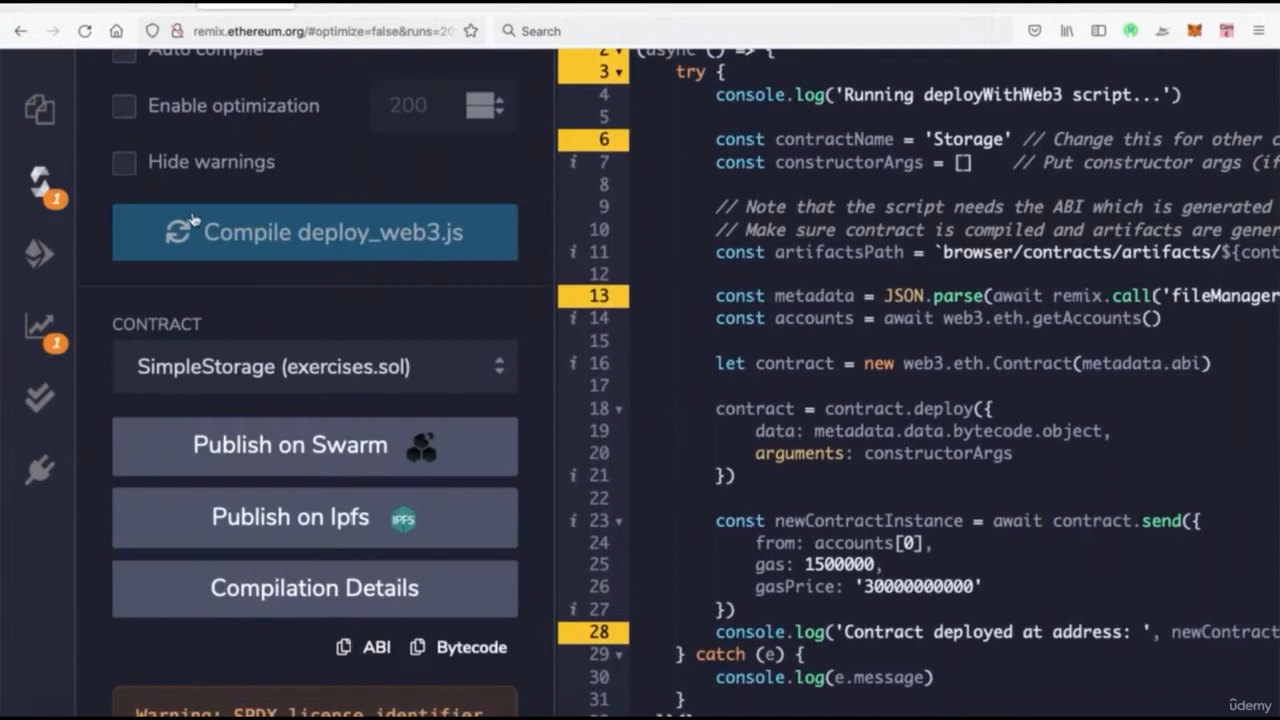 remix.ethereum.org/#optimize=false&runs=20
Search
Auto compile
Enable optimization
200
Hide warnings
Compile deploy_web3.js
CONTRACT
SimpleStorage (exercises.sol)
Publish on Swarm
Publish on Ipfs
IPFS
Compilation Details
ABI
Bytecode
Warning: SPDX license identifier
1
1
2 (async () => {
3 try {
4 console.log('Running deployWithWeb3 script...')
5
6 const contractName = 'Storage' // Change this for other c
7 const constructorArgs = [] // Put constructor args (if
8
9 // Note that the script needs the ABI which is generated
10 // Make sure contract is compiled and artifacts are gener
11 const artifactsPath = `browser/contracts/artifacts/${cont
12
13 const metadata = JSON.parse(await remix.call('fileManager
14 const accounts = await web3.eth.getAccounts()
15
16 let contract = new web3.eth.Contract(metadata.abi)
17
18 contract = contract.deploy({
19 data: metadata.data.bytecode.object,
20 arguments: constructorArgs
21 })
22
23 const newContractInstance = await contract.send({
24 from: accounts[0],
25 gas: 1500000,
26 gasPrice: '30000000000'
27 })
28 console.log('Contract deployed at address: ', newContract
29 } catch (e) {
30 console.log(e.message)
31 }
udemy